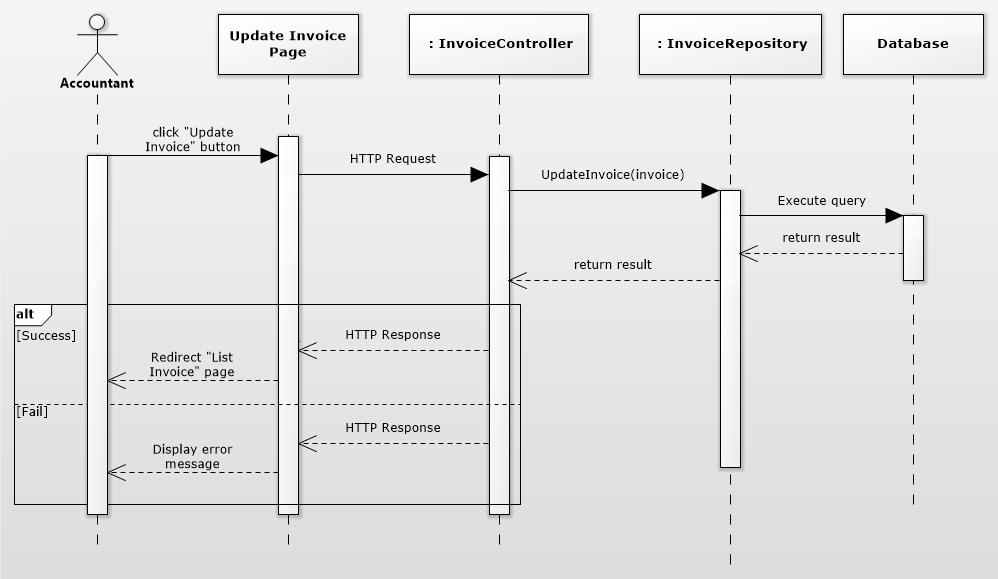 Accountant
Update Invoice
Page
: InvoiceController
: InvoiceRepository
Database
click "Update
Invoice" button
HTTP Request
UpdateInvoice(invoice)
Execute query
return result
return result
alt
[Success]
HTTP Response
Redirect "List
Invoice" page
[Fail]
HTTP Response
Display error
message